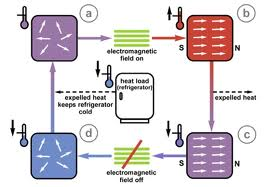 a
b
electromagnetic
field on
S
N
heat load
(refrigerator)
expelled heat
keeps refrigerator
cold
expelled heat
d
c
electromagnetic
field off
S
N